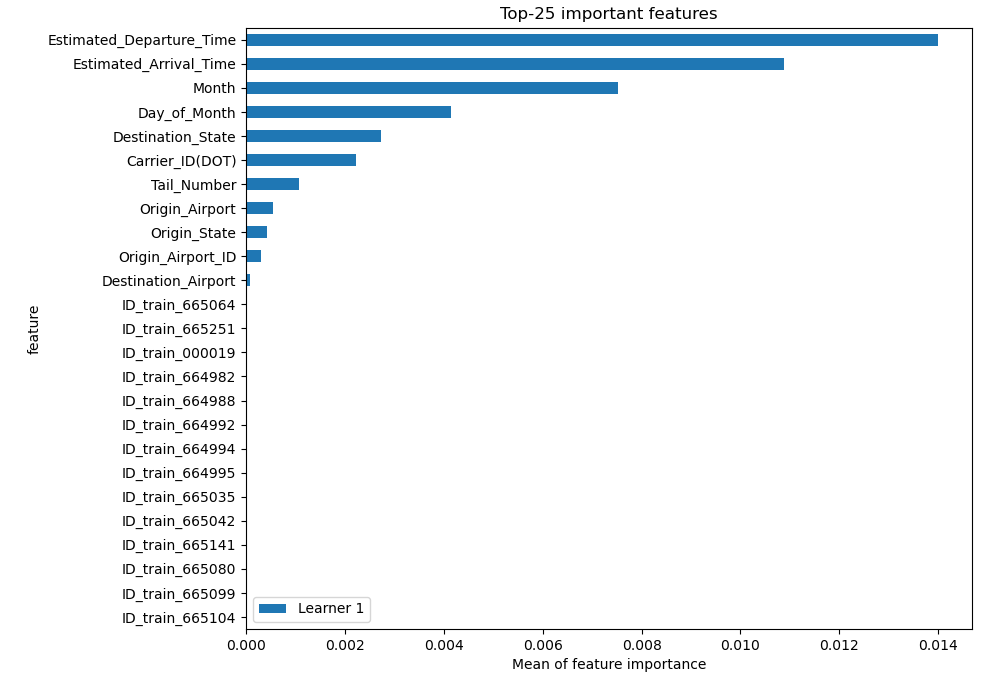 Top-25 important features
Estimated_Departure_Time
Estimated_Arrival_Time
Month
Day_of_Month
Destination_State
Carrier_ID(DOT)
Tail_Number
Origin_Airport
Origin_State
Origin_Airport_ID
Destination_Airport
ID_train_665064
ID_train_665251
ID_train_000019
ID_train_664982
ID_train_664988
ID_train_664992
ID_train_664994
ID_train_664995
ID_train_665035
ID_train_665042
ID_train_665141
ID_train_665080
ID_train_665099
ID_train_665104
feature
Learner 1
0.000 0.002 0.004 0.006 0.008 0.010 0.012 0.014
Mean of feature importance